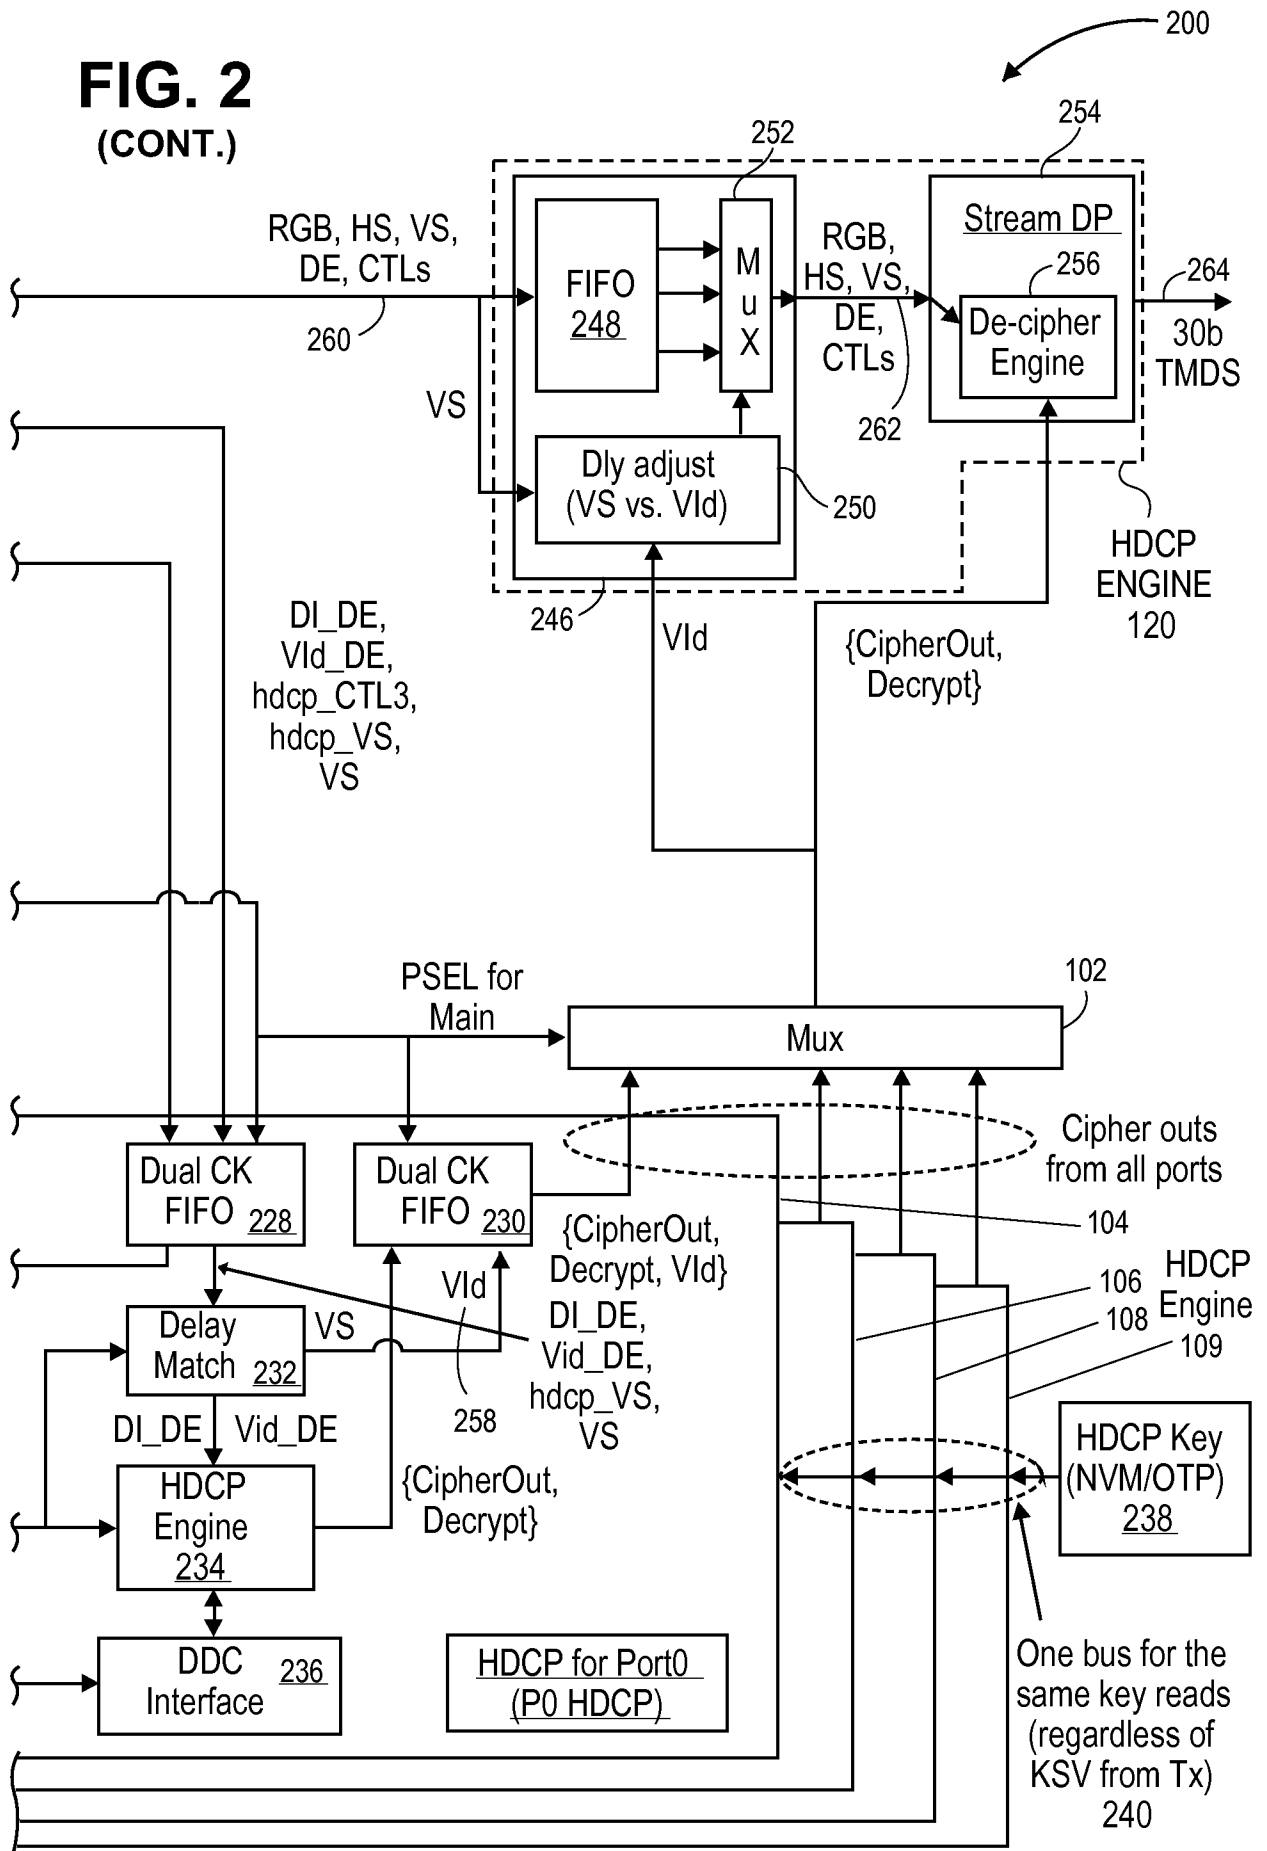 200
FIG. 2
(CONT.)
254
252
RGB, HS, VS,
DE, CTLs
260
VS
FIFO
248
M
u
X
RGB,
HS, VS,
DE,
CTLs
262
Stream DP
256
De-cipher
Engine
264
30b
TMDS
Dly adjust
(VS vs. VId)
250
246
HDCP
ENGINE
120
DI_DE,
VId_DE,
hdcp_CTL3,
hdcp_VS,
VS
VId
{CipherOut,
Decrypt}
PSEL for
Main
102
Mux
Cipher outs
from all ports
Dual CK
FIFO 228
Dual CK
FIFO 230
{CipherOut,
Decrypt, VId}
104
106
HDCP
Engine
108
109
VId
VS
Delay
Match 232
258
DI_DE,
Vid_DE,
hdcp_VS,
VS
DI_DE
Vid_DE
HDCP
Engine
234
{CipherOut,
Decrypt}
HDCP Key
(NVM/OTP)
238
DDC
Interface
236
HDCP for Port0
(P0 HDCP)
One bus for the
same key reads
(regardless of
KSV from Tx)
240